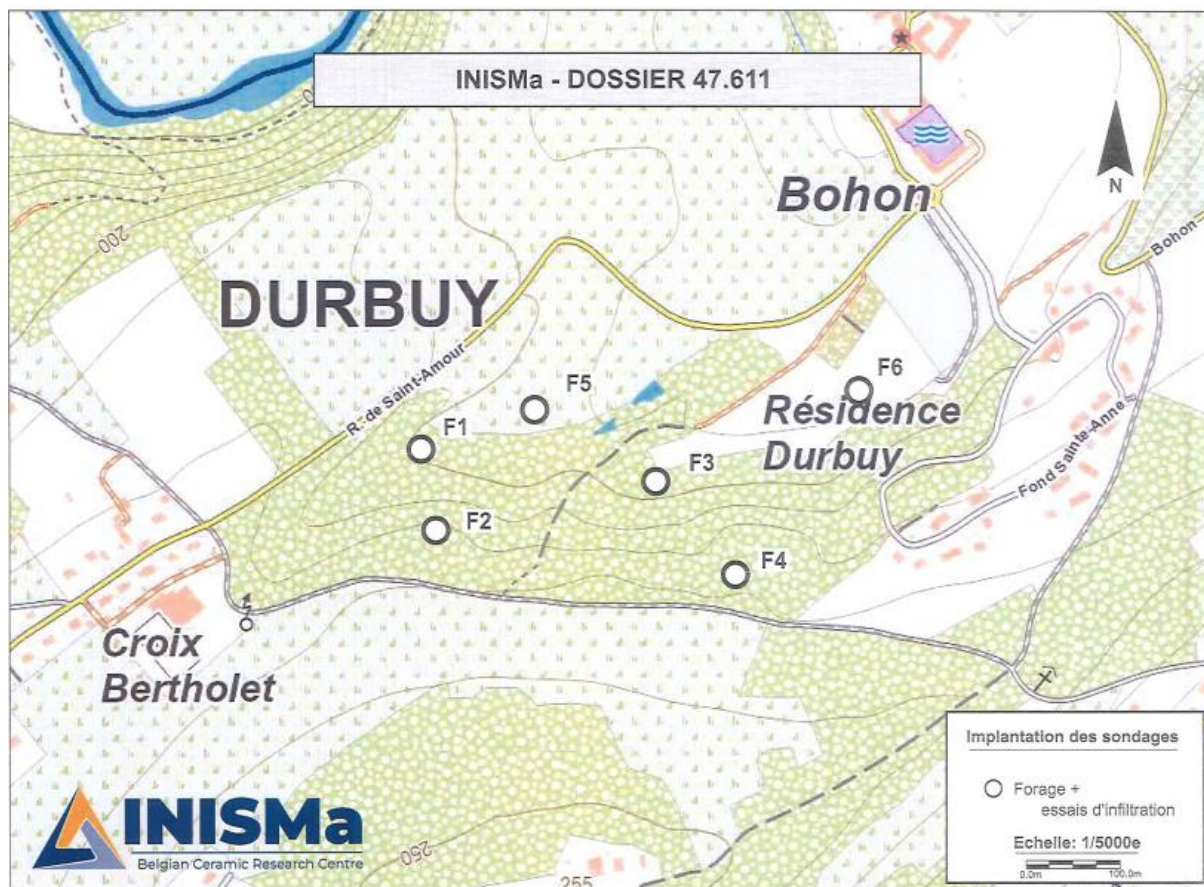 INISMa - DOSSIER 47.611
N
Bohon
Bohon
200
DURBUY
R. de Saint-Amour
F5
F6
F1
Résidence
Durbuy
F3
Fond Sainte-Anne
F2
F4
Croix
Bertholet
Implantation des sondages
Forage +
essais d'infiltration
Echelle: 1/5000e
0.0m 100.0m
INISMa
Belgian Ceramic Research Centre
250
255